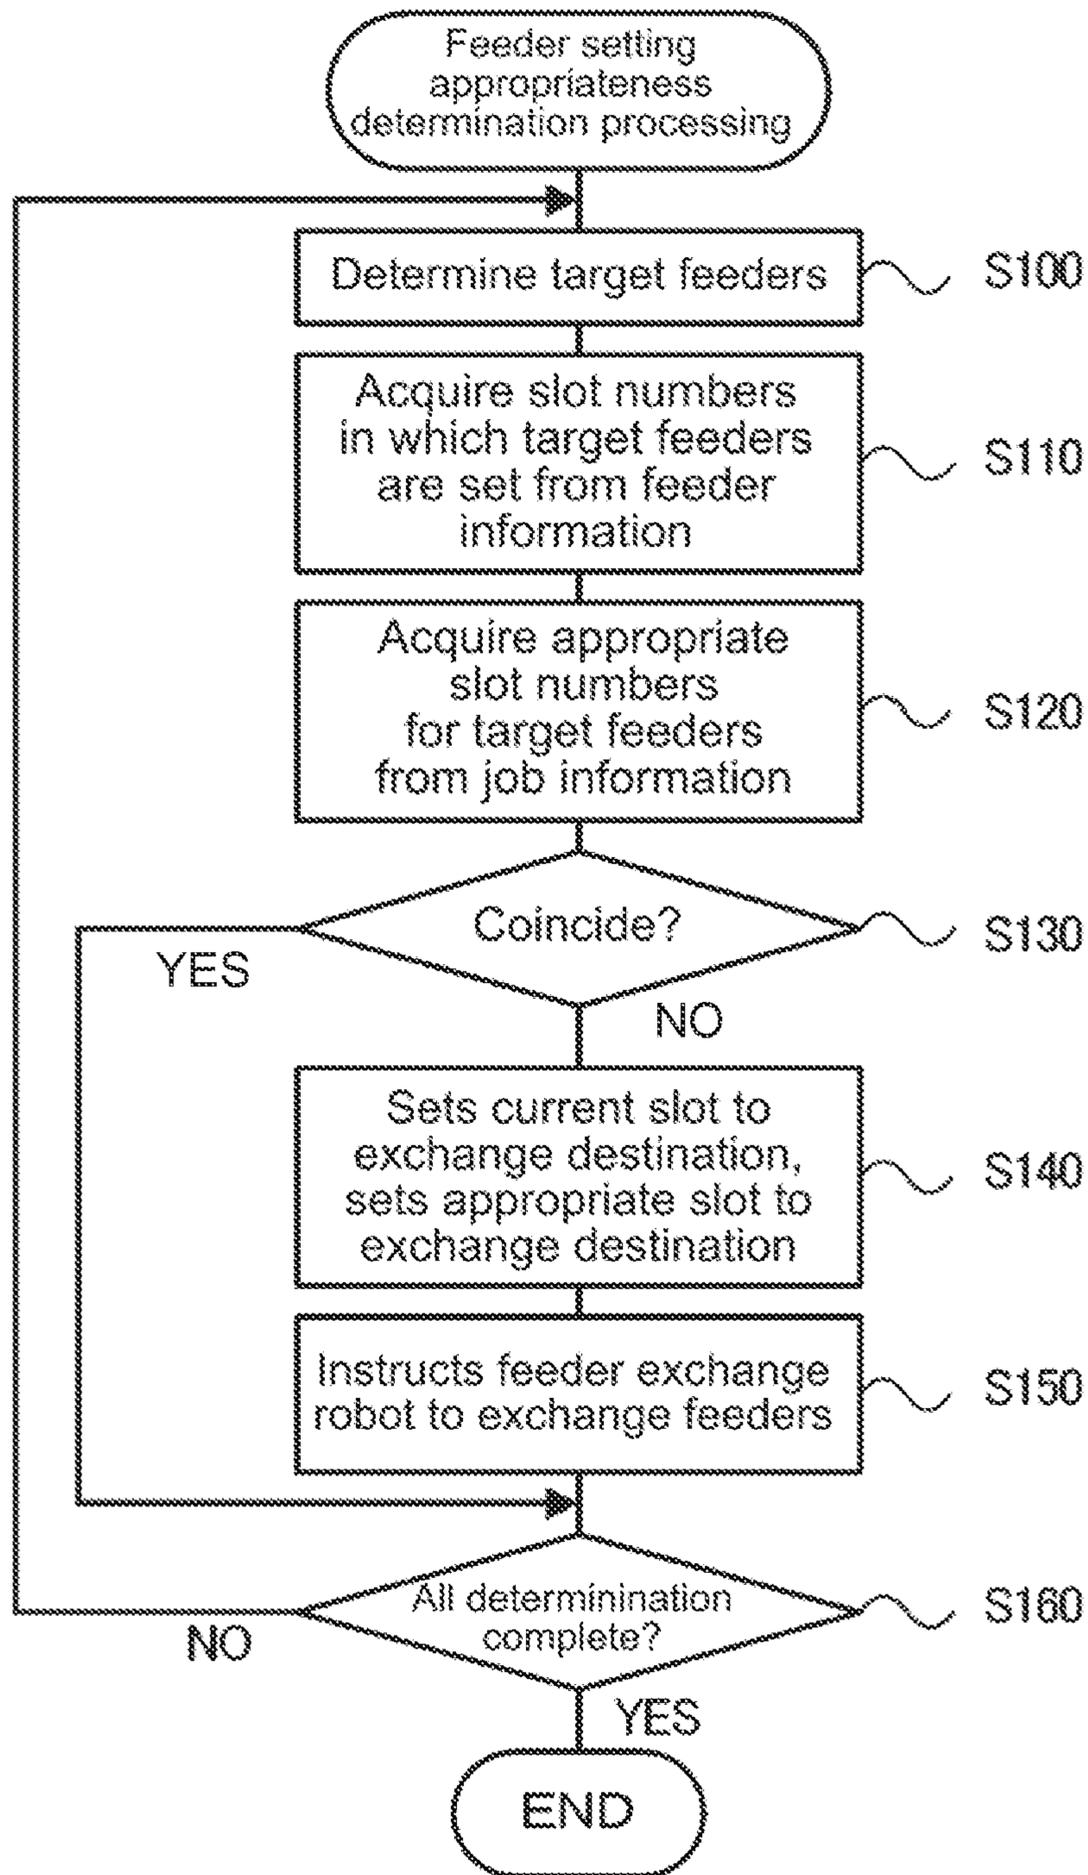 Feeder setting
appropriateness
determination processing
Determine target feeders
S100
Acquire slot numbers
in which target feeders
are set from feeder
information
S110
Acquire appropriate
slot numbers
for target feeders
from job information
S120
Coincide?
S130
YES
NO
Sets current slot to
exchange destination,
sets appropriate slot to
exchange destination
S140
Instructs feeder exchange
robot to exchange feeders
S150
All determinination
complete?
S160
NO
YES
END